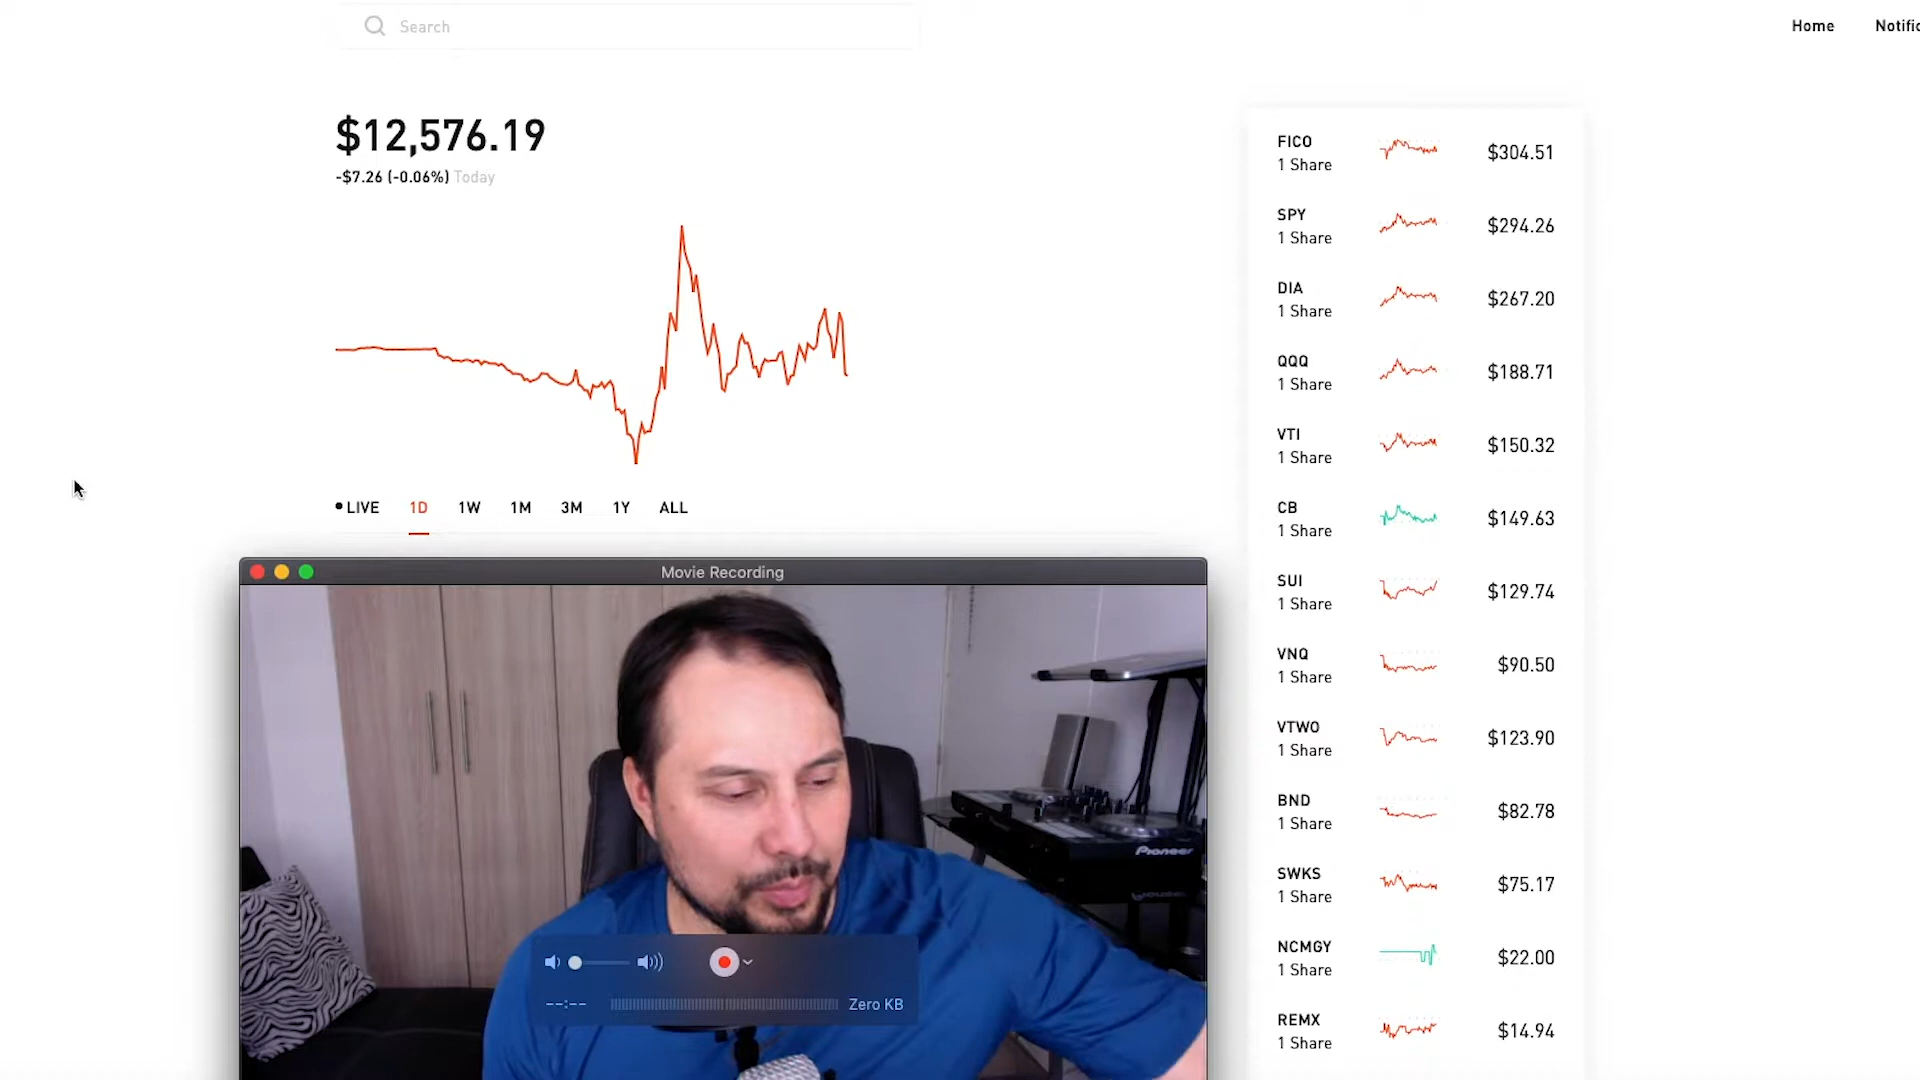 Search
Home
Notific
$12,576.19
-$7.26 (-0.06%) Today
LIVE 1D 1W 1M 3M 1Y ALL
FICO
1 Share
$304.51
SPY
1 Share
$294.26
DIA
1 Share
$267.20
QQQ
1 Share
$188.71
VTI
1 Share
$150.32
CB
1 Share
$149.63
SUI
1 Share
$129.74
VNQ
1 Share
$90.50
VTWO
1 Share
$123.90
BND
1 Share
$82.78
SWKS
1 Share
$75.17
NCMGY
1 Share
$22.00
REMX
1 Share
$14.94
Movie Recording
Pioneer
--:--
Zero KB